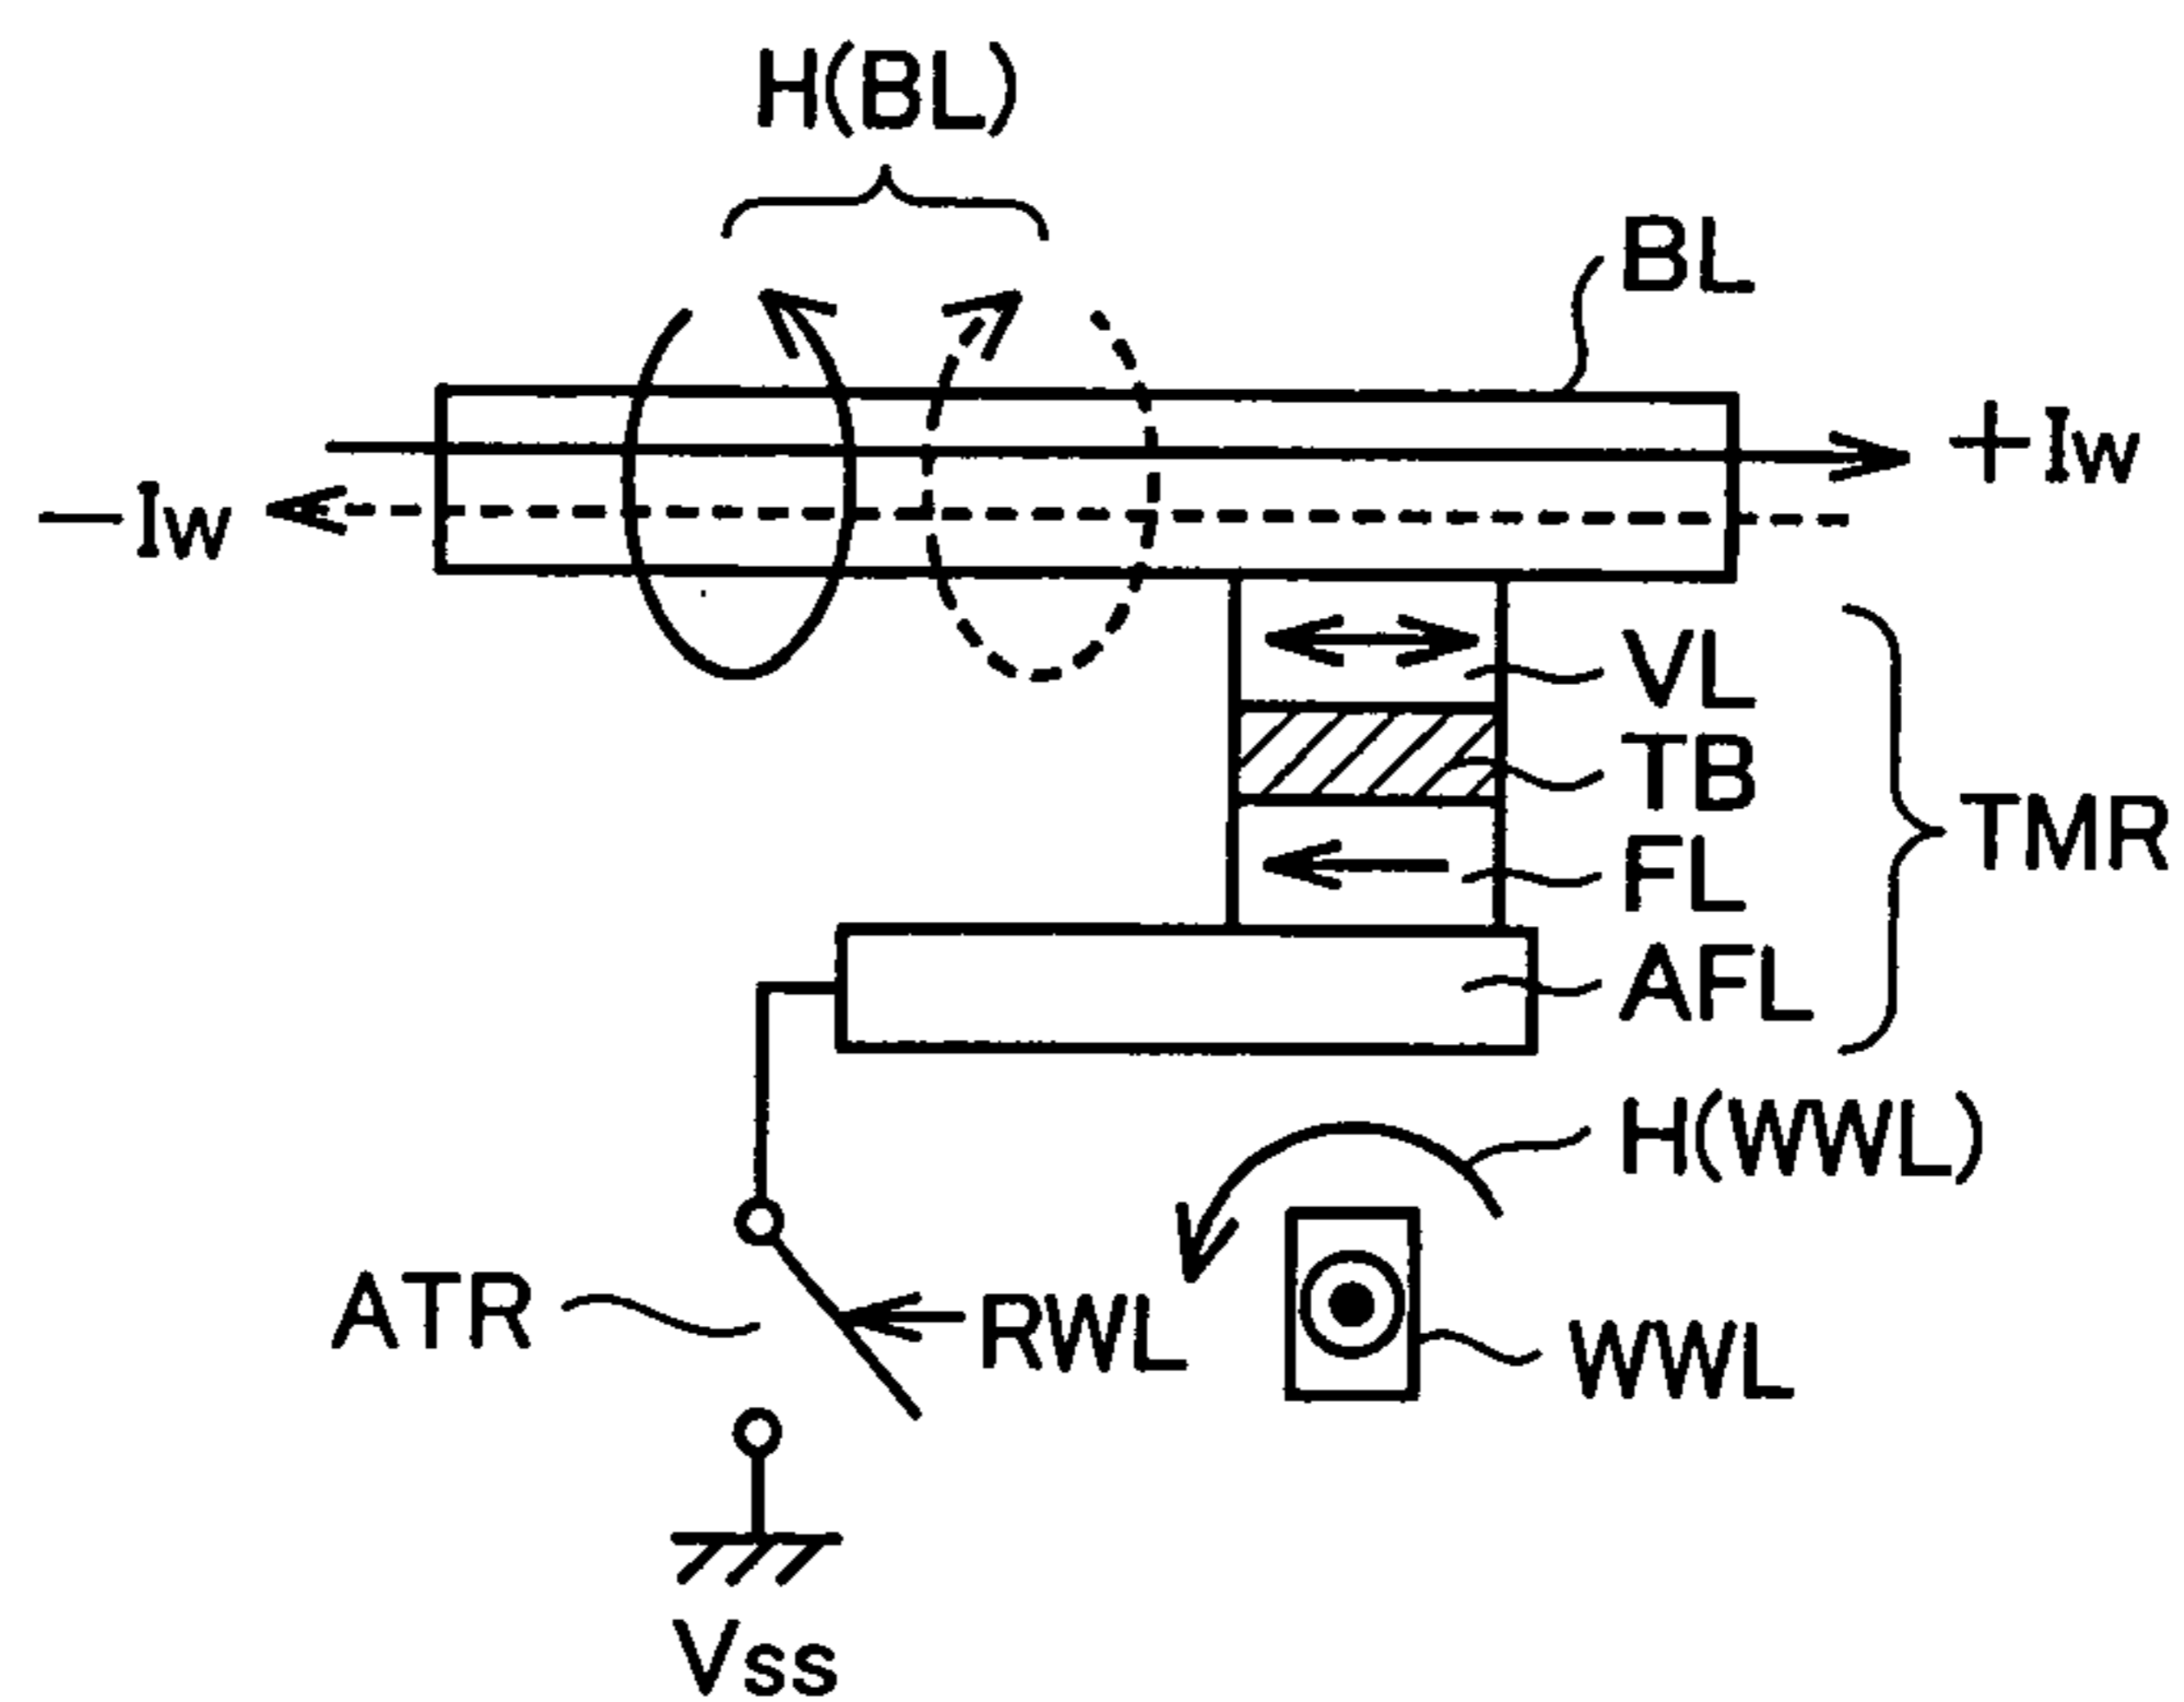 H(BL)
BL
+Iw
-Iw
VL
TB
TMR
FL
AFL
H(WWL)
ATR
RWL
WWL
Vss